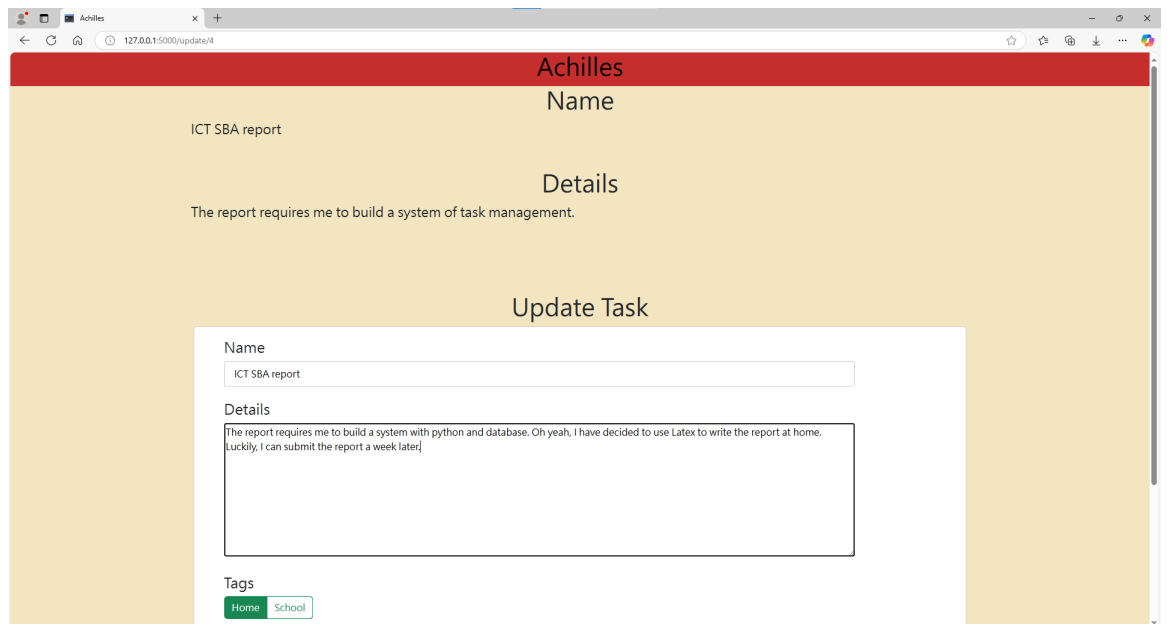 Achilles
127.0.0.1:5000/update/4
Achilles
Name
ICT SBA report
Details
The report requires me to build a system of task management.
Update Task
Name
ICT SBA report
Details
The report requires me to build a system with python and database. Oh yeah, I have decided to use Latex to write the report at home.
Luckily, I can submit the report a week later.
Tags
Home School